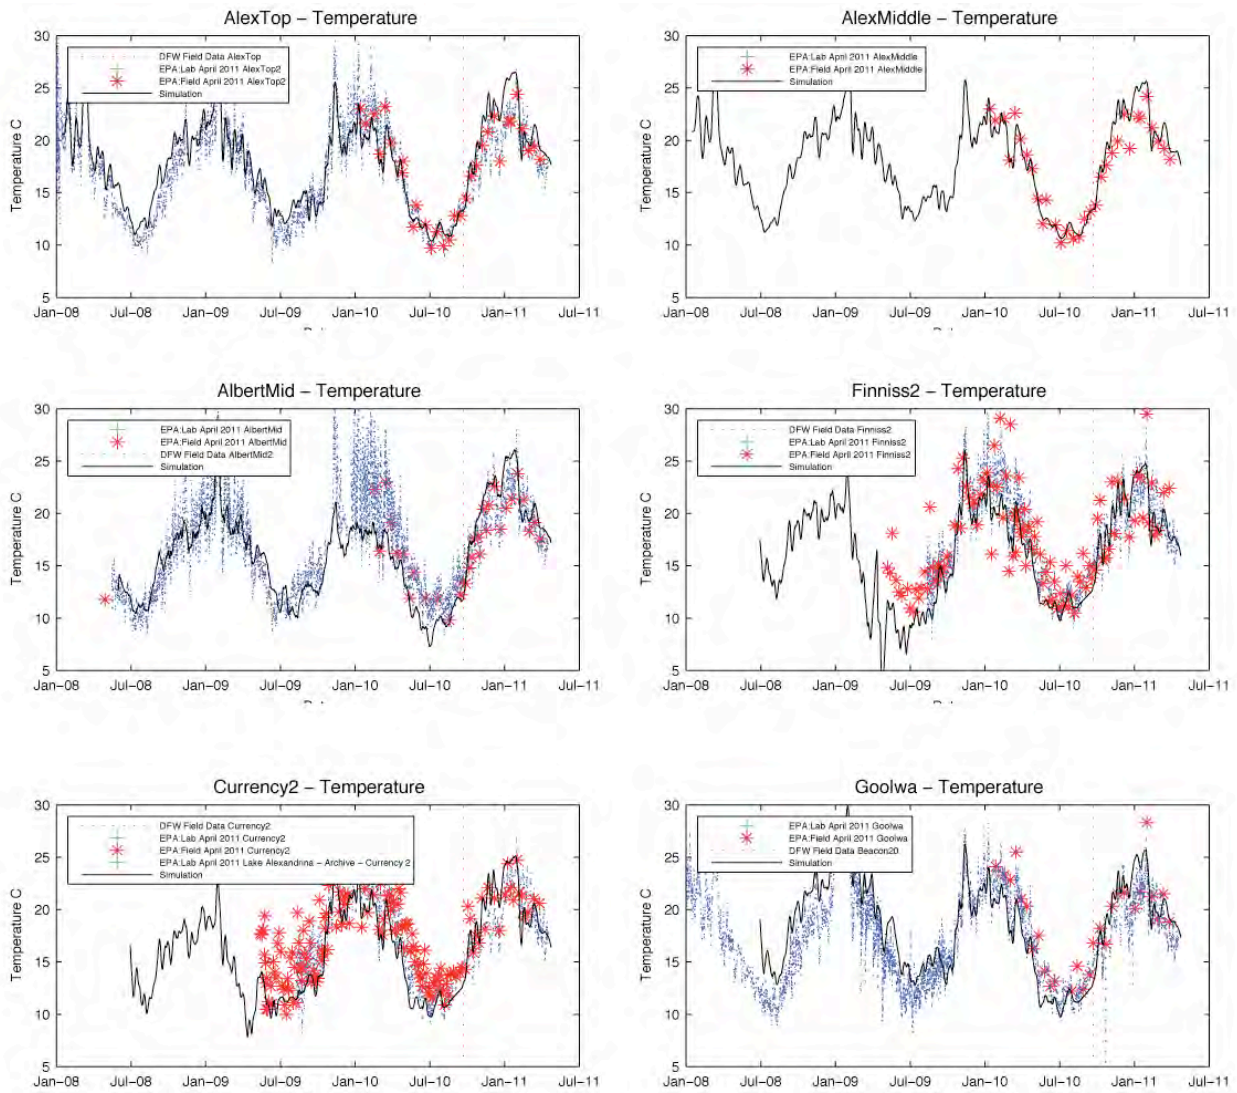 AlexTop – Temperature
30
25
20
15
10
5
Temperature C
DFW Field Data AlexTop
EPA:Lab April 2011 AlexTop2
EPA:Field April 2011 AlexTop2
Simulation
Jan–08 Jul–08 Jan–09 Jul–09 Jan–10 Jul–10 Jan–11 Jul–11
AlexMiddle – Temperature
30
25
20
15
10
5
Temperature C
EPA:Lab April 2011 AlexMiddle
EPA:Field April 2011 AlexMiddle
Simulation
Jan–08 Jul–08 Jan–09 Jul–09 Jan–10 Jul–10 Jan–11 Jul–11
AlbertMid – Temperature
30
25
20
15
10
5
Temperature C
EPA:Lab April 2011 AlbertMid
EPA:Field April 2011 AlbertMid
DFW Field Data AlbertMid2
Simulation
Jan–08 Jul–08 Jan–09 Jul–09 Jan–10 Jul–10 Jan–11 Jul–11
Finniss2 – Temperature
30
25
20
15
10
5
Temperature C
DFW Field Data Finniss2
EPA:Lab April 2011 Finniss2
EPA:Field April 2011 Finniss2
Simulation
Jan–08 Jul–08 Jan–09 Jul–09 Jan–10 Jul–10 Jan–11 Jul–11
Currency2 – Temperature
30
25
20
15
10
5
Temperature C
DFW Field Data Currency2
EPA:Lab April 2011 Currency2
EPA:Field April 2011 Currency2
EPA:Lab April 2011 Lake Alexandrina – Archive – Currency 2
Simulation
Jan–08 Jul–08 Jan–09 Jul–09 Jan–10 Jul–10 Jan–11 Jul–11
Goolwa – Temperature
30
25
20
15
10
5
Temperature C
EPA:Lab April 2011 Goolwa
EPA:Field April 2011 Goolwa
DFW Field Data Beacon20
Simulation
Jan–08 Jul–08 Jan–09 Jul–09 Jan–10 Jul–10 Jan–11 Jul–11